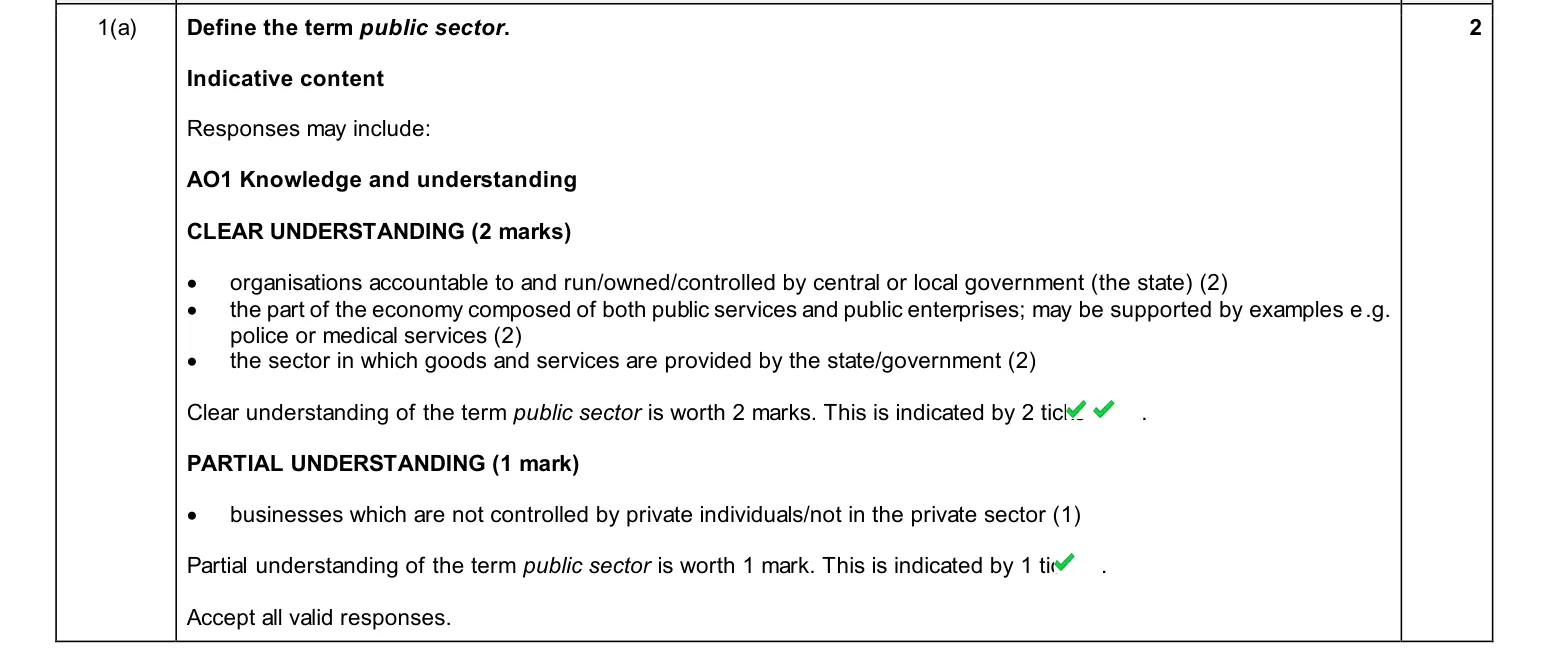 1(a) Define the term public sector. 2
Indicative content
Responses may include:
AO1 Knowledge and understanding
CLEAR UNDERSTANDING (2 marks)
• organisations accountable to and run/owned/controlled by central or local government (the state) (2)
• the part of the economy composed of both public services and public enterprises; may be supported by examples e.g.
police or medical services (2)
• the sector in which goods and services are provided by the state/government (2)
Clear understanding of the term public sector is worth 2 marks. This is indicated by 2 ✓ ✓ .
PARTIAL UNDERSTANDING (1 mark)
• businesses which are not controlled by private individuals/not in the private sector (1)
Partial understanding of the term public sector is worth 1 mark. This is indicated by 1 ✓ .
Accept all valid responses.